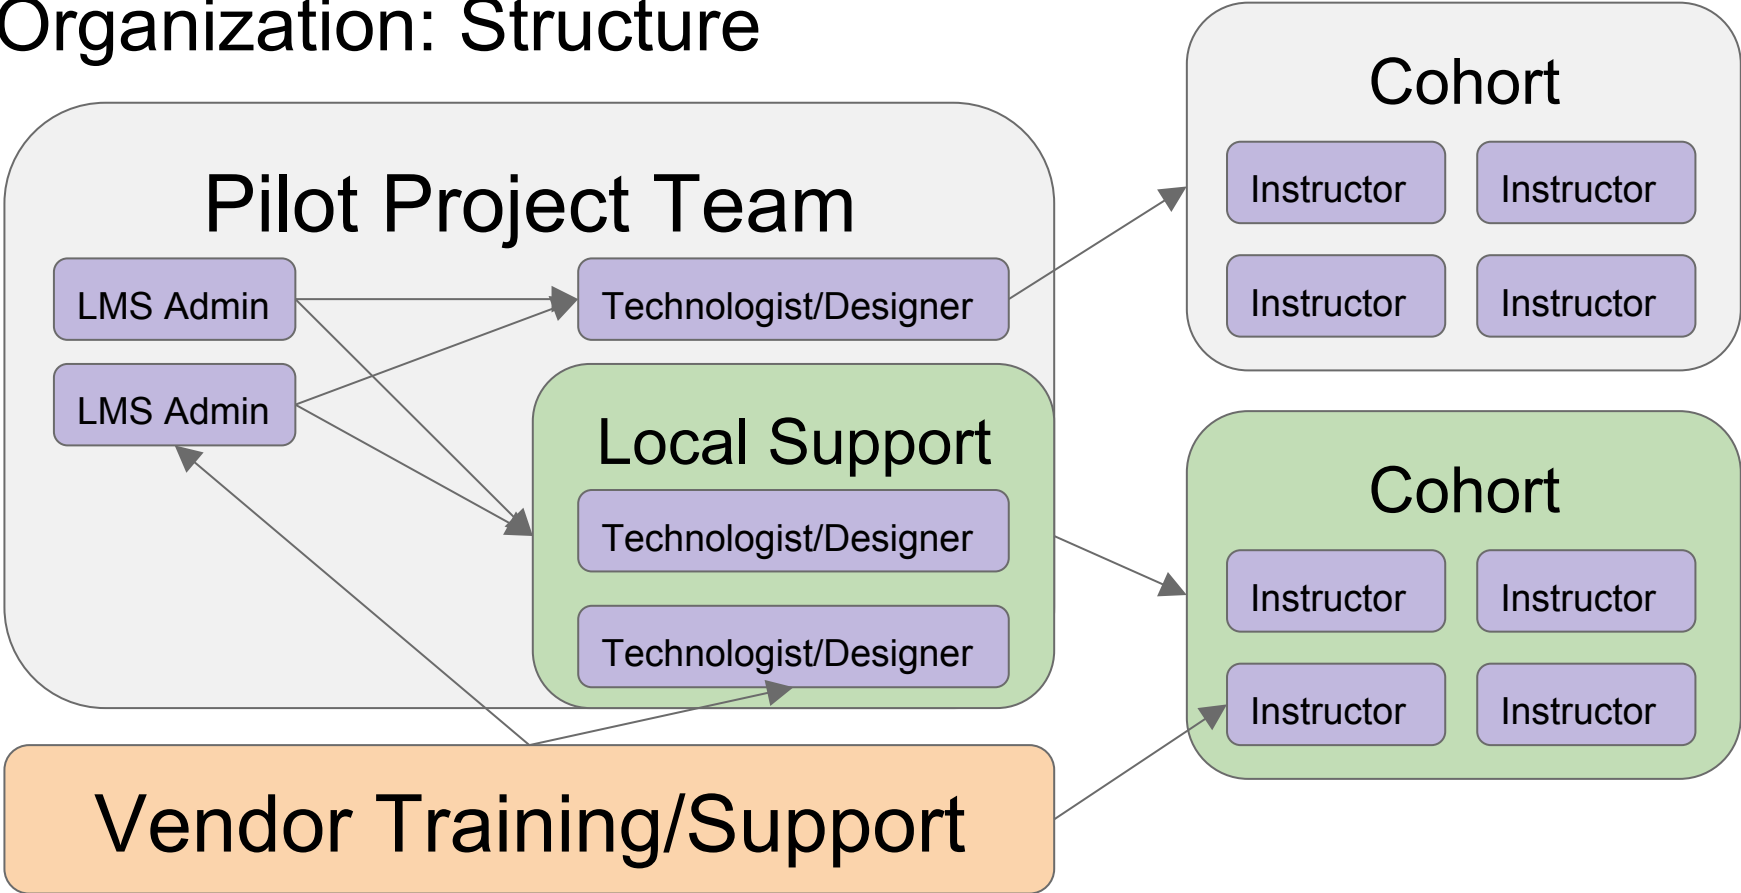 Organization: Structure
Pilot Project Team
LMS Admin
Technologist/Designer
LMS Admin
Local Support
Technologist/Designer
Technologist/Designer
Vendor Training/Support
Cohort
Instructor Instructor
Instructor Instructor
Cohort
Instructor Instructor
Instructor Instructor